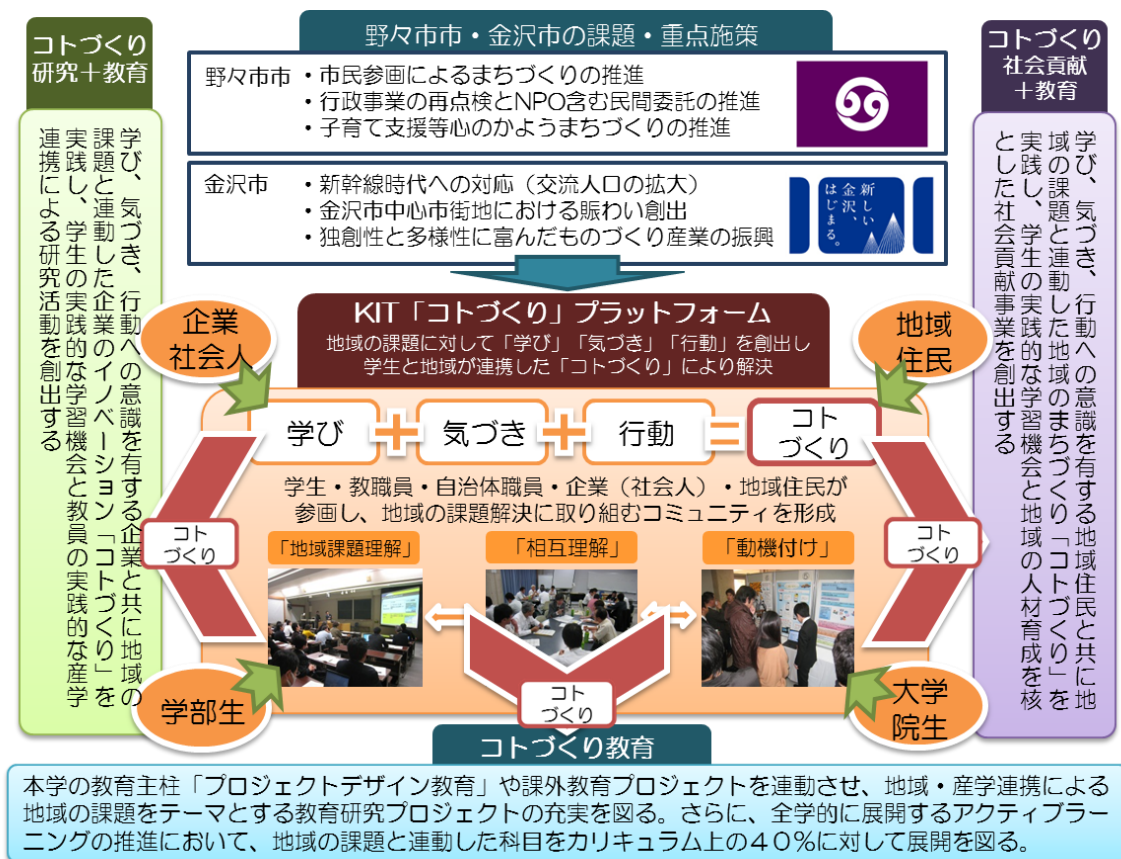 コトづくり
研究＋教育
学び、気づき、行動への意識を有する企業と共に地域の
課題と連動した企業のイノベーション「コトづくり」を
実践し、学生の実践的な学習機会と教員の実践的な産学
連携による研究活動を創出する
野々市市・金沢市の課題・重点施策
野々市市
・市民参画によるまちづくりの推進
・行政事業の再点検とNPO含む民間委託の推進
・子育て支援等心のかようまちづくりの推進
金沢市
・新幹線時代への対応（交流人口の拡大）
・金沢市中心市街地における賑わい創出
・独創性と多様性に富んだものづくり産業の振興
新しい
金沢、
はじまる。
コトづくり
社会貢献
＋教育
学び、気づき、行動への意識を有する地域住民と共に地
域の課題と連動した地域のまちづくり「コトづくり」を
実践し、学生の実践的な学習機会と地域の人材育成を核
とした社会貢献事業を創出する
KIT「コトづくり」プラットフォーム
地域の課題に対して「学び」「気づき」「行動」を創出し
学生と地域が連携した「コトづくり」により解決
企業
社会人
地域
住民
学び＋気づき＋行動＝コト
づくり
学生・教職員・自治体職員・企業（社会人）・地域住民が
参画し、地域の課題解決に取り組むコミュニティを形成
コト
づくり
コト
づくり
「地域課題理解」
「相互理解」
「動機付け」
学部生
コト
づくり
大学
院生
コトづくり教育
本学の教育主柱「プロジェクトデザイン教育」や課外教育プロジェクトを連動させ、地域・産学連携による
地域の課題をテーマとする教育研究プロジェクトの充実を図る。さらに、全学的に展開するアクティブラー
ニングの推進において、地域の課題と連動した科目をカリキュラム上の４０％に対して展開を図る。